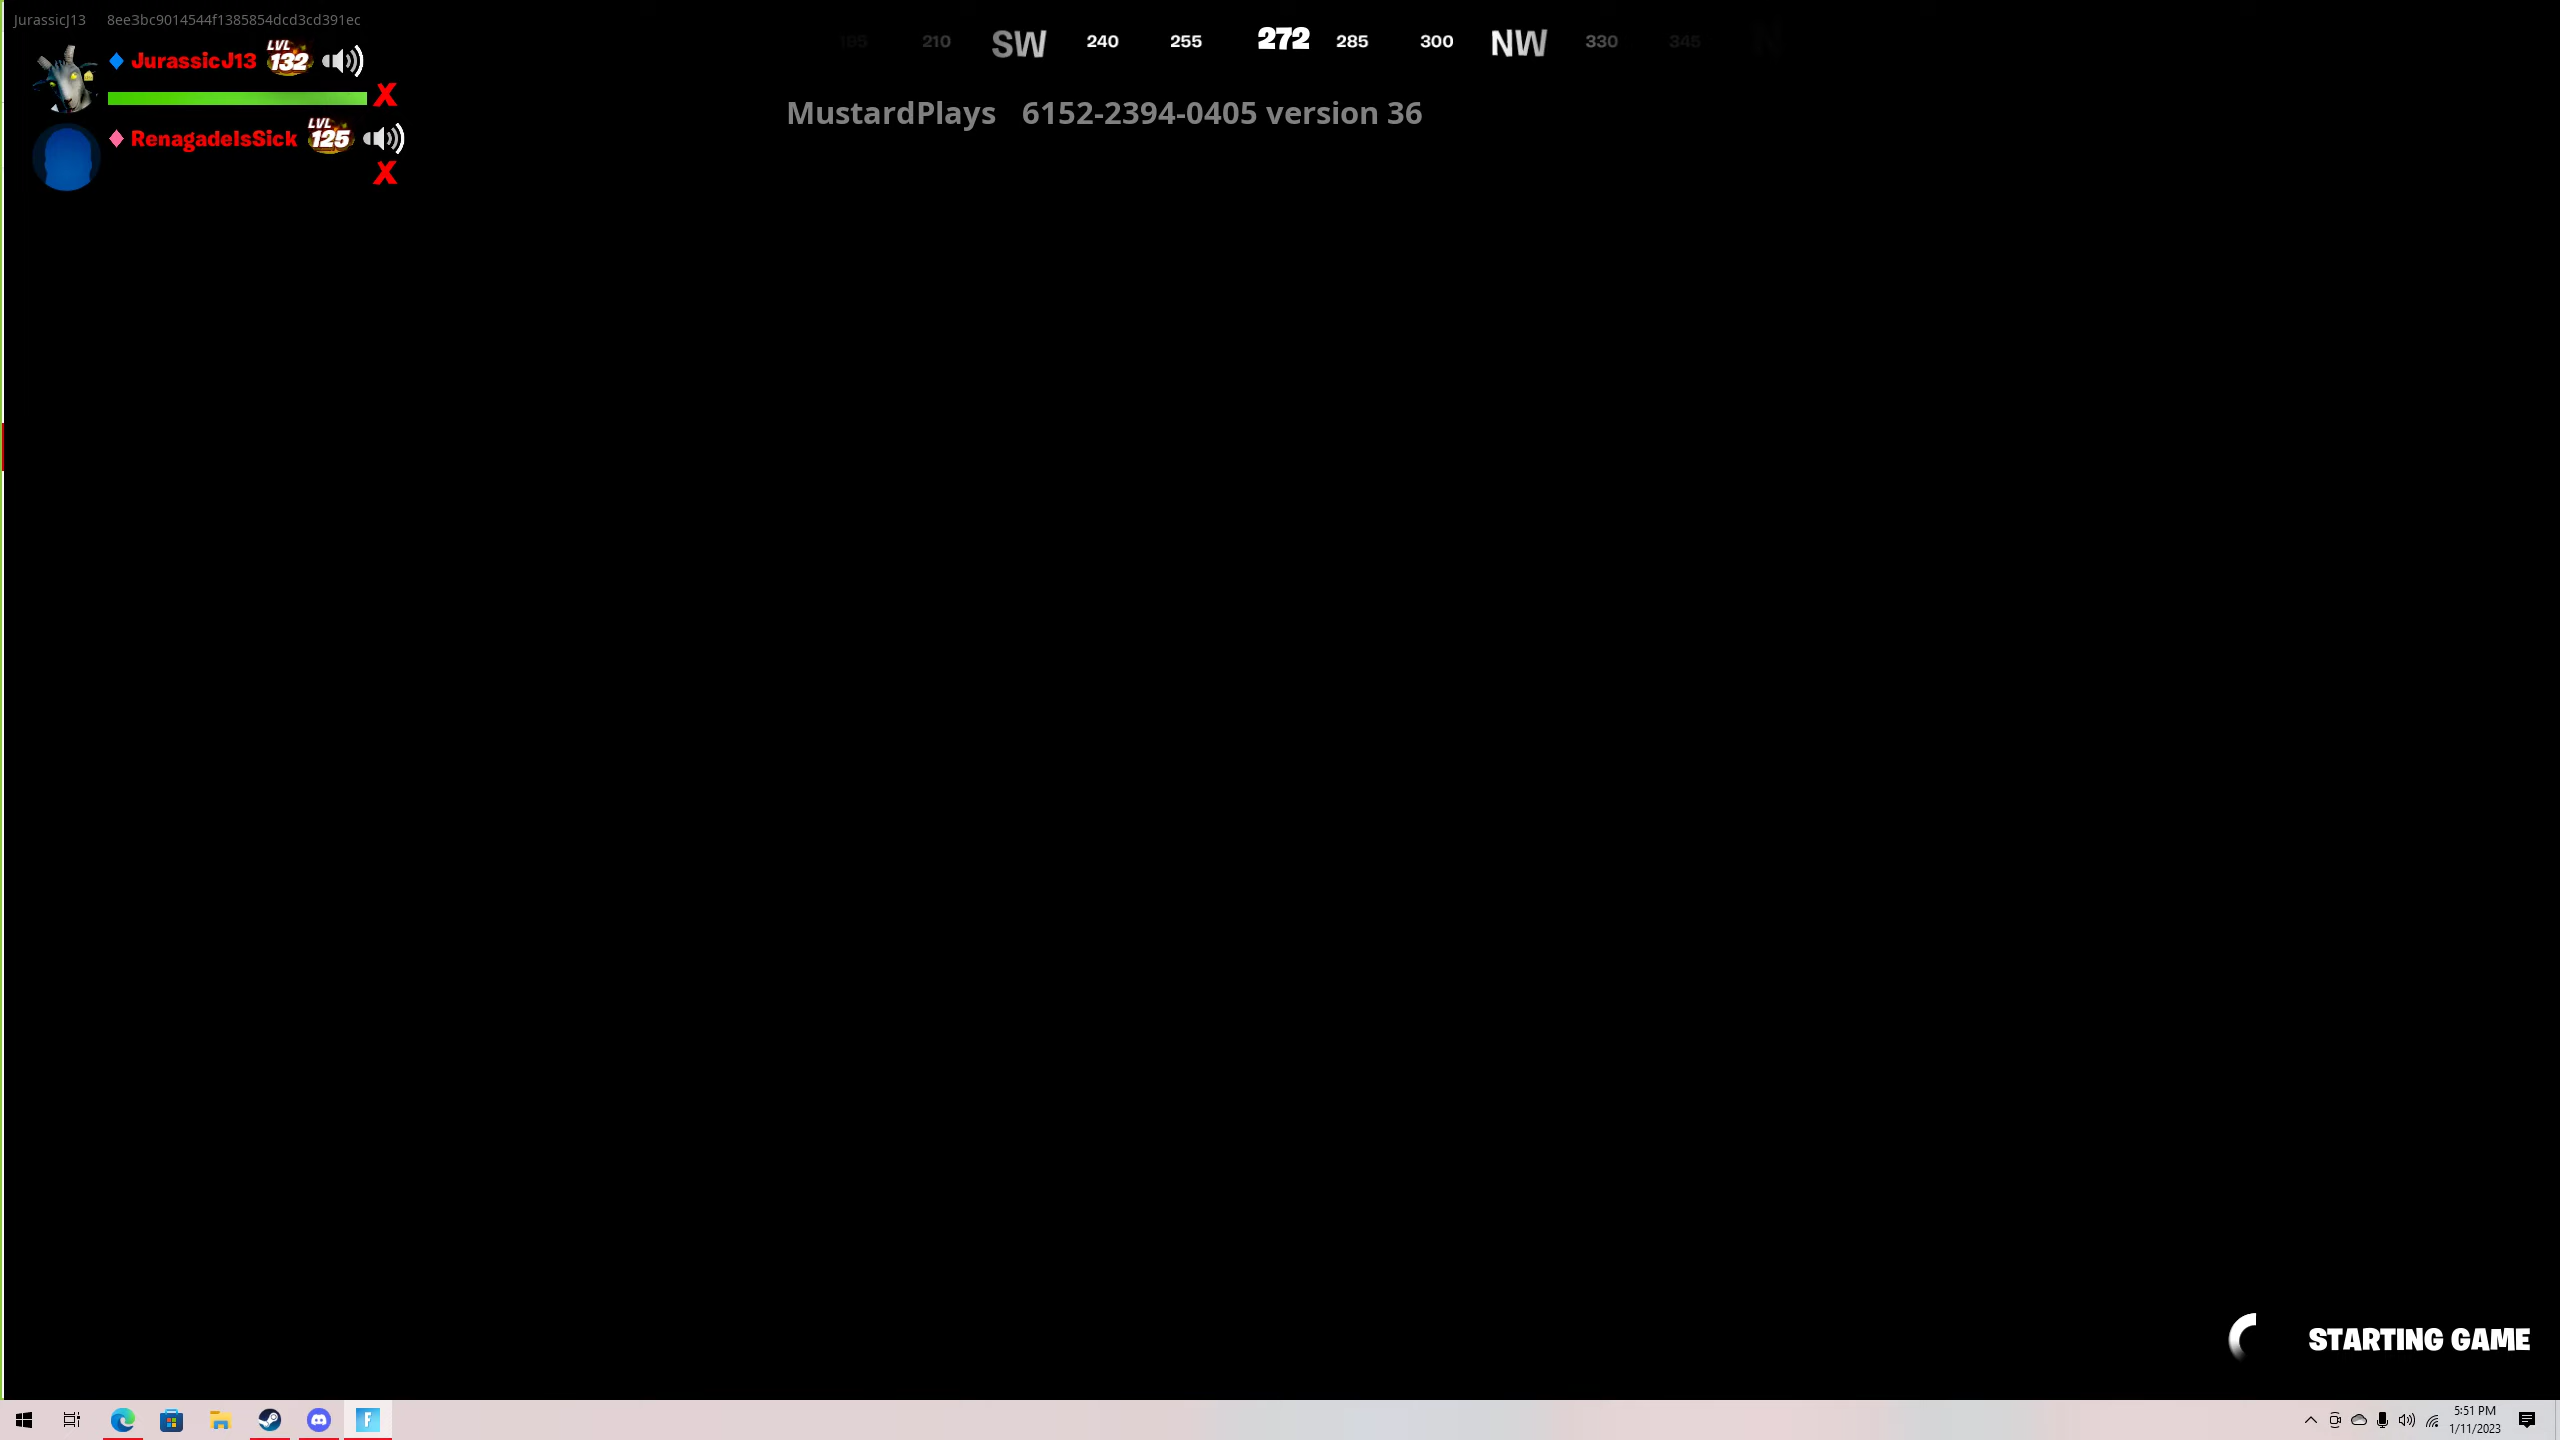 JurassicJ13 8ee3bc9014544f1385854dcd3cd391ec
195 210 SW 240 255 272 285 300 NW 330 345 N
JurassicJ13 LVL 132
X
MustardPlays 6152-2394-0405 version 36
RenagadeIsSick LVL 125
X
STARTING GAME
5:51 PM
1/11/2023